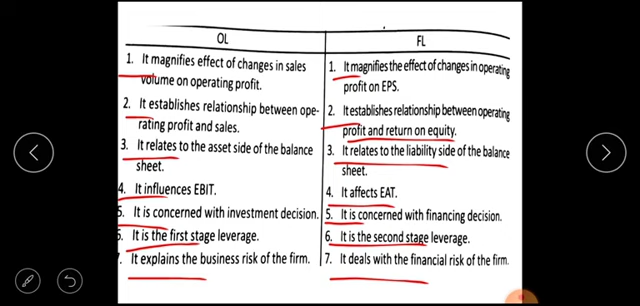 OL
1. It magnifies effect of changes in sales
volume on operating profit.
2. It establishes relationship between ope-
rating profit and sales.
3. It relates to the asset side of the balance
sheet.
4. It influences EBIT.
5. It is concerned with investment decision.
6. It is the first stage leverage.
7. It explains the business risk of the firm.
FL
1. It magnifies the effect of changes in operating
profit on EPS.
2. It establishes relationship between operating
profit and return on equity.
3. It relates to the liability side of the balance
sheet.
4. It affects EAT.
5. It is concerned with financing decision.
6. It is the second stage leverage.
7. It deals with the financial risk of the firm.